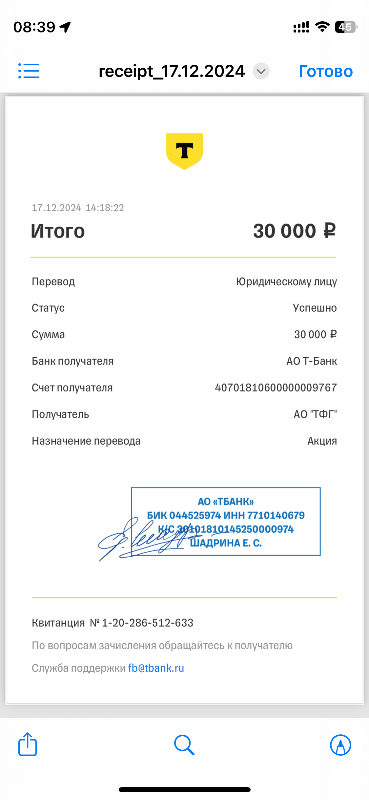 08:39
45
receipt_17.12.2024
Готово
Т
17.12.2024 14:18:22
Итого 30 000 ₽
Перевод Юридическому лицу
Статус Успешно
Сумма 30 000 ₽
Банк получателя АО Т-Банк
Счет получателя 40701810600000009767
Получатель АО "ТФГ"
Назначение перевода Акция
АО «ТБАНК»
БИК 044525974 ИНН 7710140679
К/С 30101810145250000974
ШАДРИНА Е. С.
Квитанция № 1-20-286-512-633
По вопросам зачисления обращайтесь к получателю
Служба поддержки fb@tbank.ru